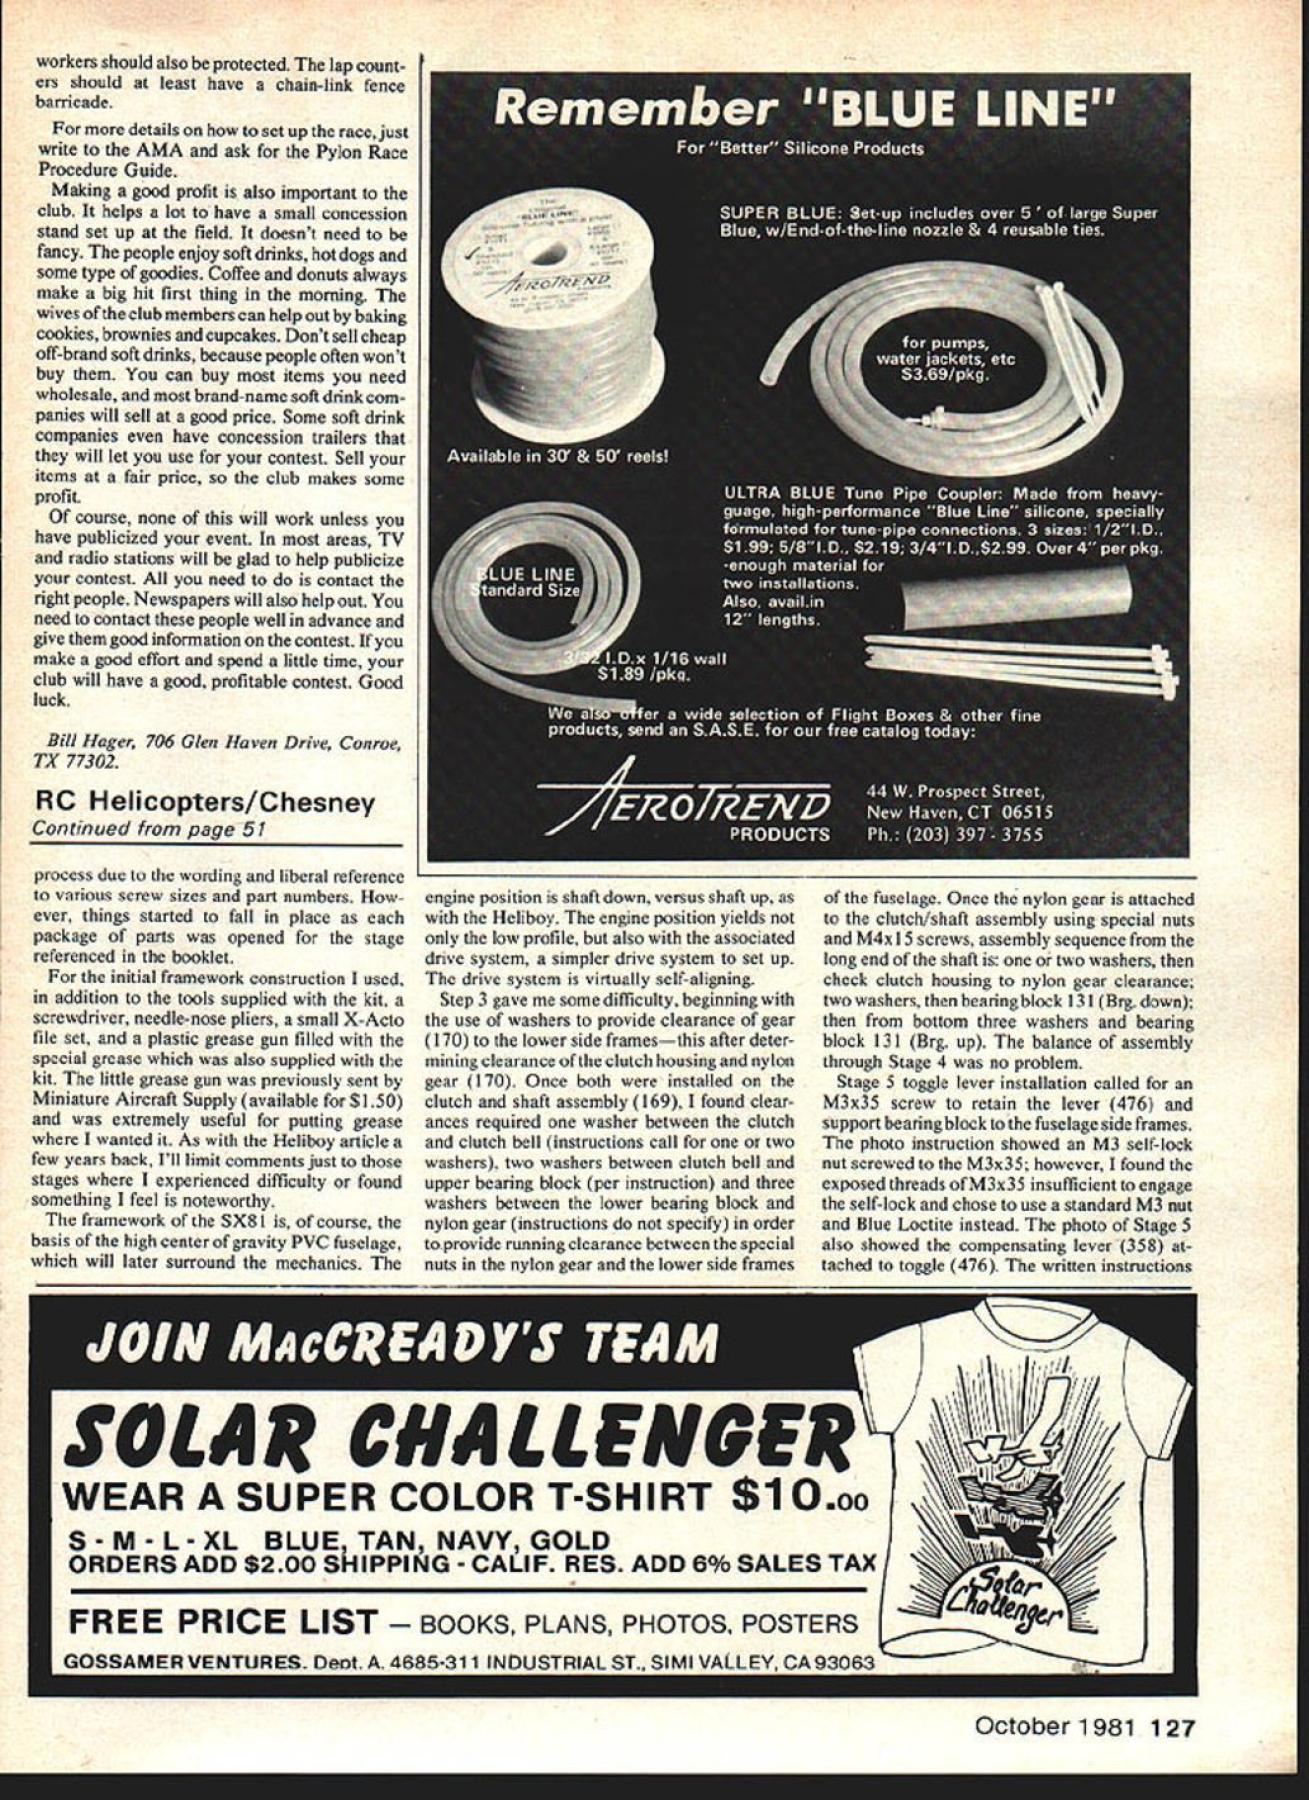 workers should also be protected. The lap count-
ers should at least have a chain-link fence
barricade.
For more details on how to set up the race, just
write to the AMA and ask for the Pylon Race
Procedure Guide.
Making a good profit is also important to the
club. It helps a lot to have a small concession
stand set up at the field. It doesn't need to be
fancy. The people enjoy soft drinks, hot dogs and
some type of goodies. Coffee and donuts always
make a big hit first thing in the morning. The
wives of the club members can help out by baking
cookies, brownies and cupcakes. Don't sell cheap
off-brand soft drinks, because people often won't
buy them. You can buy most items you need
wholesale, and most brand-name soft drink com-
panies will sell at a good price. Some soft drink
companies even have concession trailers that
they will let you use for your contest. Sell your
items at a fair price, so the club makes some
profit.
Of course, none of this will work unless you
have publicized your event. In most areas, TV
and radio stations will be glad to help publicize
your contest. All you need to do is contact the
right people. Newspapers will also help out. You
need to contact these people well in advance and
give them good information on the contest. If you
make a good effort and spend a little time, your
club will have a good, profitable contest. Good
luck.
Bill Hager, 706 Glen Haven Drive, Conroe,
TX 77302.
Remember "BLUE LINE"
For "Better" Silicone Products
"BLUE LINE"
AEROTREND
Available in 30' & 50' reels!
SUPER BLUE: Set-up includes over 5' of large Super
Blue, w/End-of-the-line nozzle & 4 reusable ties.
for pumps,
water jackets, etc
$3.69/pkg.
ULTRA BLUE Tune Pipe Coupler: Made from heavy-
guage, high-performance "Blue Line" silicone, specially
formulated for tune-pipe connections. 3 sizes: 1/2"I.D.,
$1.99; 5/8"I.D., $2.19; 3/4"I.D.,$2.99. Over 4" per pkg.
-enough material for
two installations.
Also, avail.in
12" lengths.
BLUE LINE
Standard Size
3/32 I.D.x 1/16 wall
$1.89 /pkg.
We also offer a wide selection of Flight Boxes & other fine
products, send an S.A.S.E. for our free catalog today:
AEROTREND
PRODUCTS
44 W. Prospect Street,
New Haven, CT 06515
Ph.: (203) 397 - 3755
RC Helicopters/Chesney
Continued from page 51
process due to the wording and liberal reference
to various screw sizes and part numbers. How-
ever, things started to fall in place as each
package of parts was opened for the stage
referenced in the booklet.
For the initial framework construction I used,
in addition to the tools supplied with the kit, a
screwdriver, needle-nose pliers, a small X-Acto
file set, and a plastic grease gun filled with the
special grease which was also supplied with the
kit. The little grease gun was previously sent by
Miniature Aircraft Supply (available for $1.50)
and was extremely useful for putting grease
where I wanted it. As with the Heliboy article a
few years back, I'll limit comments just to those
stages where I experienced difficulty or found
something I feel is noteworthy.
The framework of the SX81 is, of course, the
basis of the high center of gravity PVC fuselage,
which will later surround the mechanics. The
engine position is shaft down, versus shaft up, as
with the Heliboy. The engine position yields not
only the low profile, but also with the associated
drive system, a simpler drive system to set up.
The drive system is virtually self-aligning.
Step 3 gave me some difficulty, beginning with
the use of washers to provide clearance of gear
(170) to the lower side frames—this after deter-
mining clearance of the clutch housing and nylon
gear (170). Once both were installed on the
clutch and shaft assembly (169), I found clear-
ances required one washer between the clutch
and clutch bell (instructions call for one or two
washers), two washers between clutch bell and
upper bearing block (per instruction) and three
washers between the lower bearing block and
nylon gear (instructions do not specify) in order
to provide running clearance between the special
nuts in the nylon gear and the lower side frames
of the fuselage. Once the nylon gear is attached
to the clutch/shaft assembly using special nuts
and M4x15 screws, assembly sequence from the
long end of the shaft is: one or two washers, then
check clutch housing to nylon gear clearance;
two washers, then bearing block 131 (Brg. down);
then from bottom three washers and bearing
block 131 (Brg. up). The balance of assembly
through Stage 4 was no problem.
Stage 5 toggle lever installation called for an
M3x35 screw to retain the lever (476) and
support bearing block to the fuselage side frames.
The photo instruction showed an M3 self-lock
nut screwed to the M3x35; however, I found the
exposed threads of M3x35 insufficient to engage
the self-lock and chose to use a standard M3 nut
and Blue Loctite instead. The photo of Stage 5
also showed the compensating lever (358) at-
tached to toggle (476). The written instructions
JOIN MACCREADY'S TEAM
SOLAR CHALLENGER
WEAR A SUPER COLOR T-SHIRT $10.00
S - M - L - XL BLUE, TAN, NAVY, GOLD
ORDERS ADD $2.00 SHIPPING - CALIF. RES. ADD 6% SALES TAX
FREE PRICE LIST — BOOKS, PLANS, PHOTOS, POSTERS
GOSSAMER VENTURES. Dept. A. 4685-311 INDUSTRIAL ST., SIMI VALLEY, CA 93063
Solar
Challenger
October 1981 127